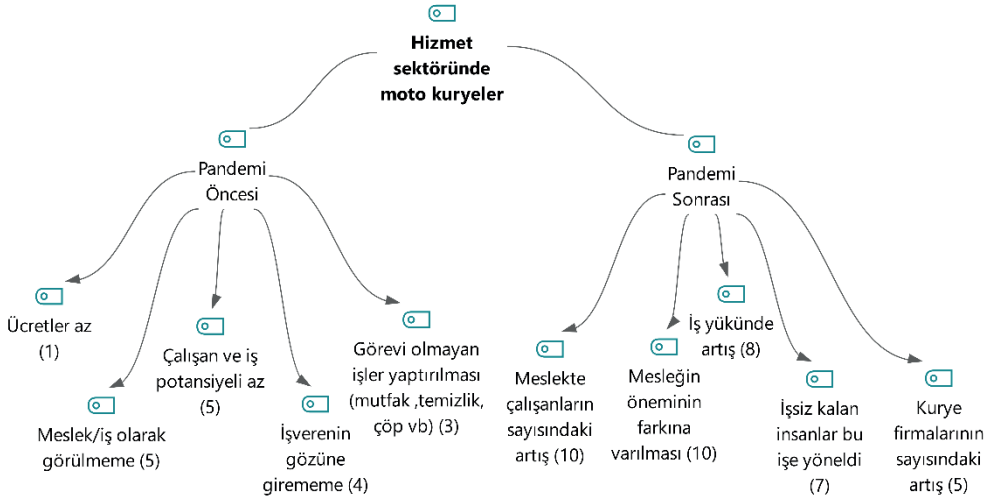 Hizmet
sektöründe
moto kuryeler
Pandemi
Öncesi
Pandemi
Sonrası
Ücretler az
(1)
Meslek/iş olarak
görülmeme (5)
Çalışan ve iş
potansiyeli az
(5)
İşverenin
gözüne
girememe (4)
Görevi olmayan
işler yaptırılması
(mutfak ,temizlik,
çöp vb) (3)
Meslekte
çalışanların
sayısındaki
artış (10)
Mesleğin
öneminin
farkına
varılması (10)
İş yükünde
artış (8)
İşsiz kalan
insanlar bu
işe yöneldi
(7)
Kurye
firmalarının
sayısındaki
artış (5)